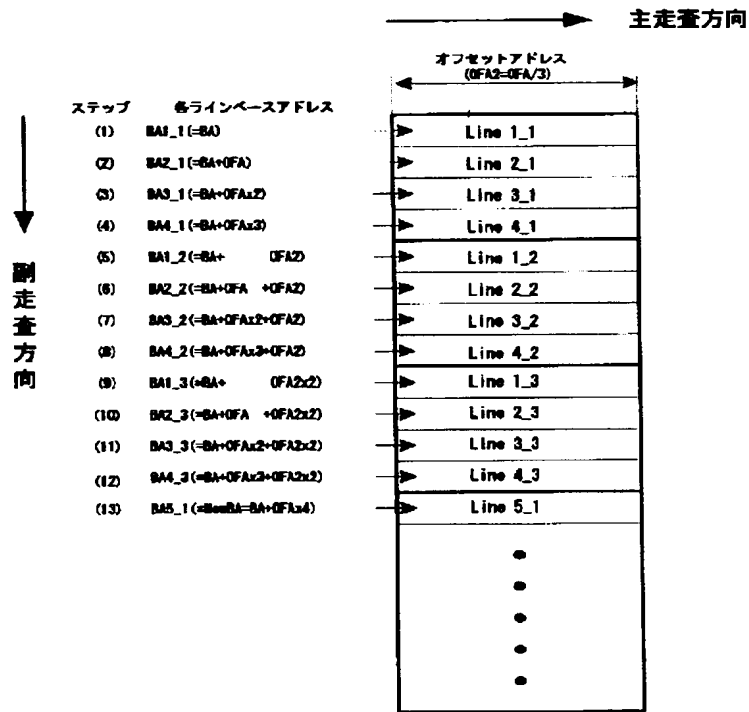 主走査方向
オフセットアドレス
(OFA2=OFA/3)
ステップ 各ラインベースアドレス
(1) BA1_1(=BA) Line 1_1
(2) BA2_1(=BA+OFA) Line 2_1
(3) BA3_1(=BA+OFAx2) Line 3_1
(4) BA4_1(=BA+OFAx3) Line 4_1
(5) BA1_2(=BA+ OFA2) Line 1_2
(6) BA2_2(=BA+OFA +OFA2) Line 2_2
(7) BA3_2(=BA+OFAx2+OFA2) Line 3_2
(8) BA4_2(=BA+OFAx3+OFA2) Line 4_2
(9) BA1_3(=BA+ OFA2x2) Line 1_3
(10) BA2_3(=BA+OFA +OFA2x2) Line 2_3
(11) BA3_3(=BA+OFAx2+OFA2x2) Line 3_3
(12) BA4_3(=BA+OFAx3+OFA2x2) Line 4_3
(13) BA5_1(=NewBA=BA+OFAx4) Line 5_1
副走査方向